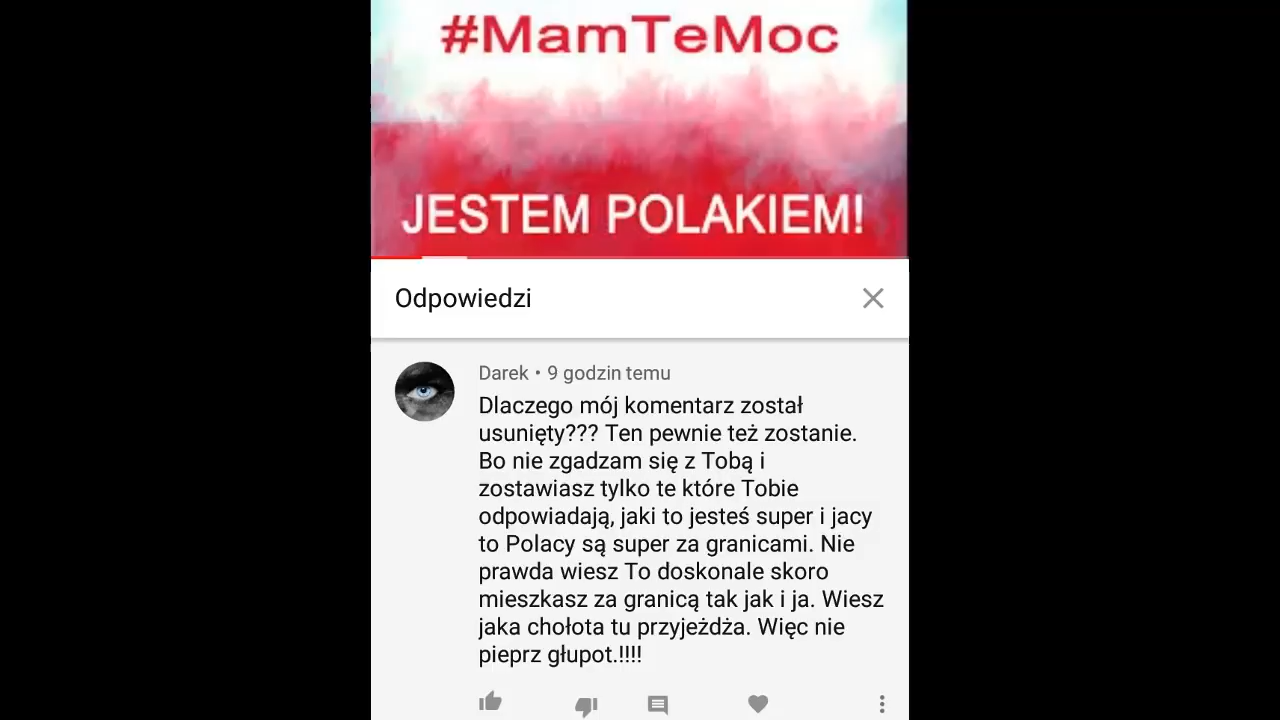 #MamTeMoc
JESTEM POLAKIEM!
Odpowiedzi
Darek • 9 godzin temu
Dlaczego mój komentarz został
usunięty??? Ten pewnie też zostanie.
Bo nie zgadzam się z Tobą i
zostawiasz tylko te które Tobie
odpowiadają, jaki to jesteś super i jacy
to Polacy są super za granicami. Nie
prawda wiesz To doskonale skoro
mieszkasz za granicą tak jak i ja. Wiesz
jaka chołota tu przyjeżdża. Więc nie
pieprz głupot.!!!!